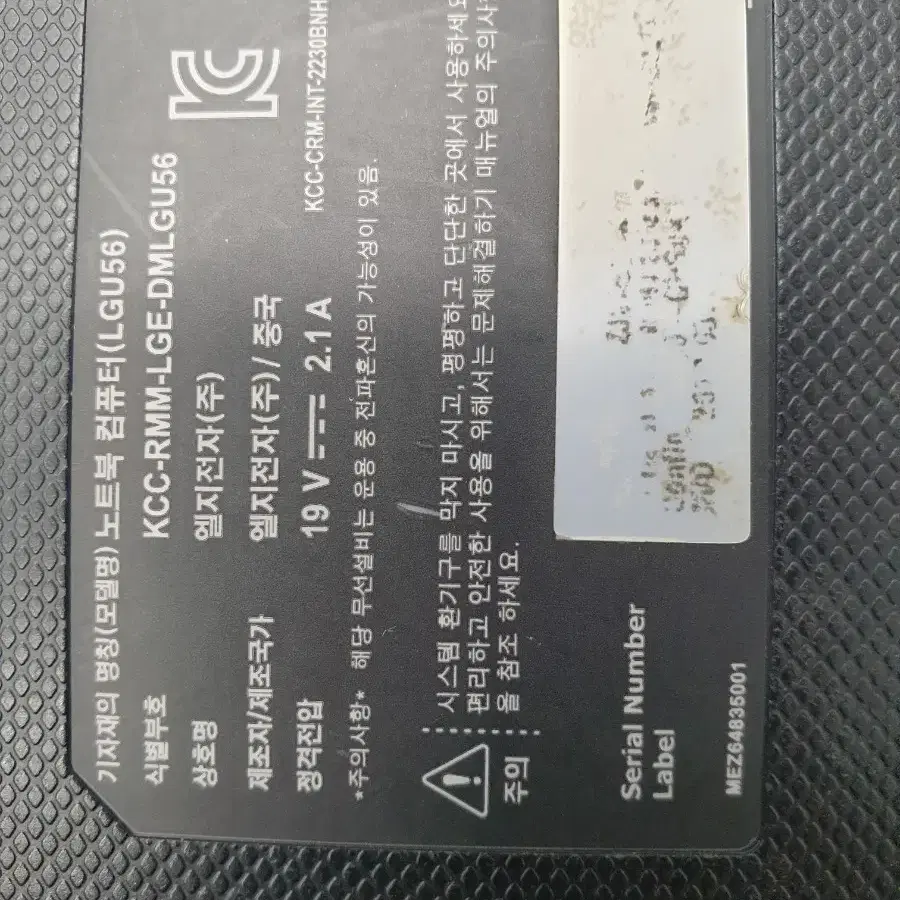 기자재의 명칭(모델명) 노트북 컴퓨터(LGU56)
식별부호 KCC-RMM-LGE-DMLGU56
상호명 엘지전자(주)
제조자/제조국가 엘지전자(주) / 중국
정격전압 19 V 2.1 A
KCC-CRM-INT-2230BNH
*주의사항* 해당 무선설비는 운용 중 전파혼신의 가능성이 있음.
주의
시스템 환기구를 막지 마시고, 평평하고 단단한 곳에서 사용하세요
편리하고 안전한 사용을 위해서는 문제해결하기 매뉴얼의 주의사
을 참조 하세요.
Serial Number
Label
MEZ64835001